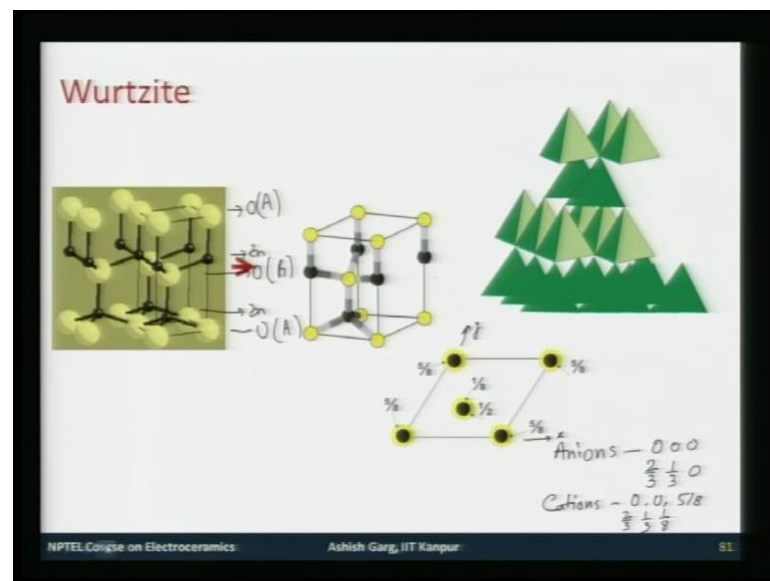 Wurtzite
→O(A)
→Zn
→O(B)
→Zn
—O(A)
5/8
5/8
1/8
1/2
5/8
5/8
x
Anions — 0 0 0
2/3 1/3 0
Cations — 0.0, 5/8
2/3 1/3 1/8
NPTEL Course on Electroceramics
Ashish Garg, IIT Kanpur
81